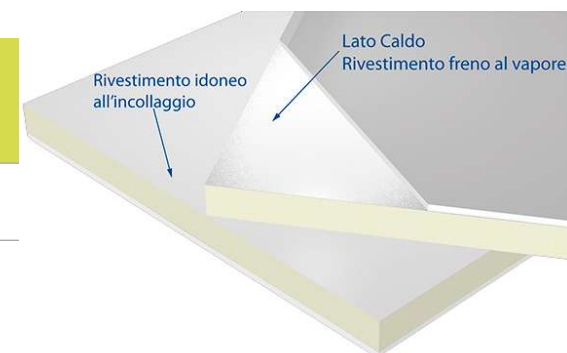 Lato Caldo
Rivestimento freno al vapore
Rivestimento idoneo
all'incollaggio